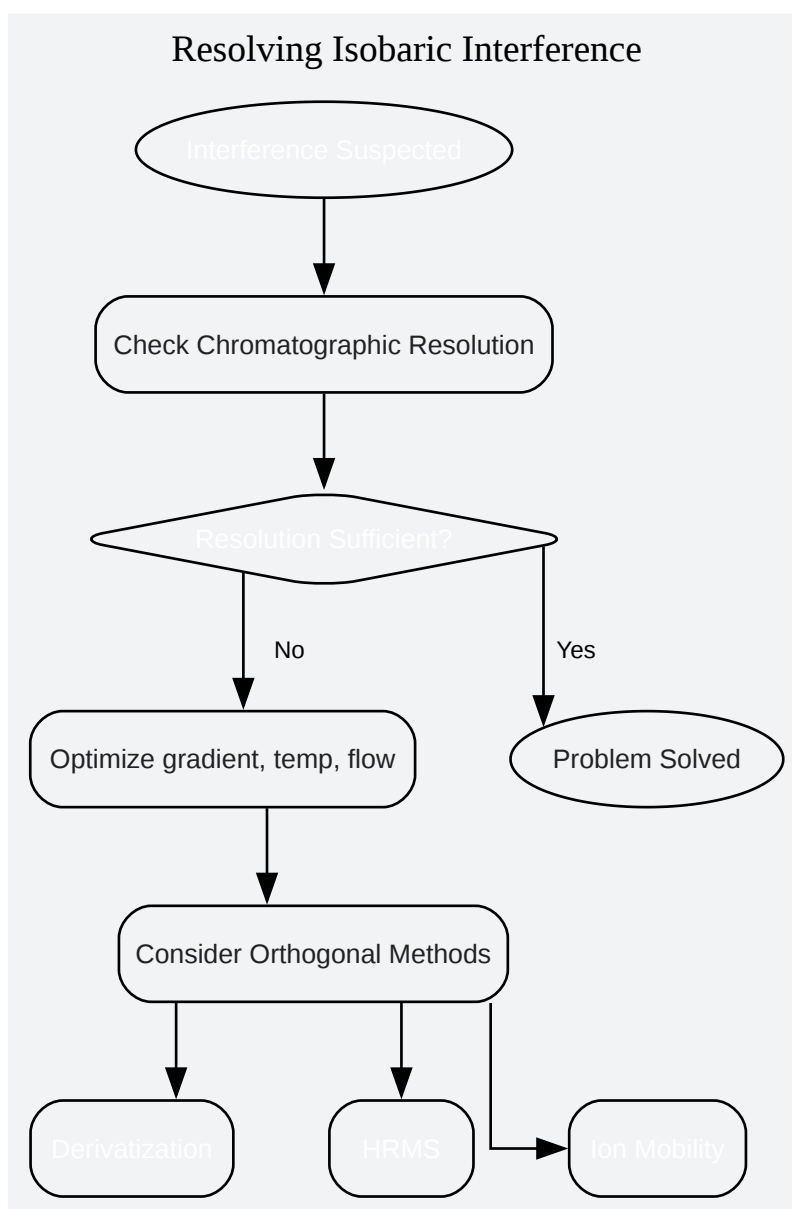 Resolving Isobaric Interference
Interference Suspected
Check Chromatographic Resolution
Resolution Sufficient?
No
Yes
Optimize gradient, temp, flow
Problem Solved
Consider Orthogonal Methods
Derivatization
HRMS
Ion Mobility